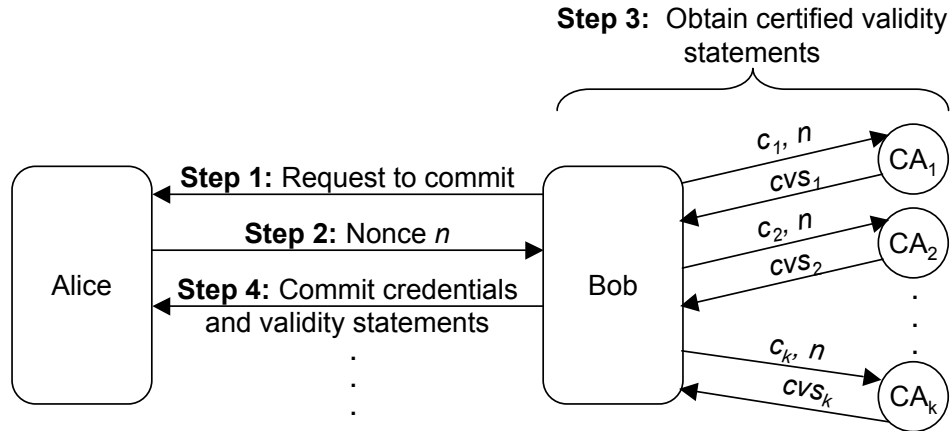 Step 3: Obtain certified validity
statements
c₁, n
CA₁
cvs₁
Step 1: Request to commit
Step 2: Nonce n
c₂, n
CA₂
cvs₂
Alice
Step 4: Commit credentials
and validity statements
Bob
.
.
.
.
.
.
cₖ, n
CAₖ
cvsₖ